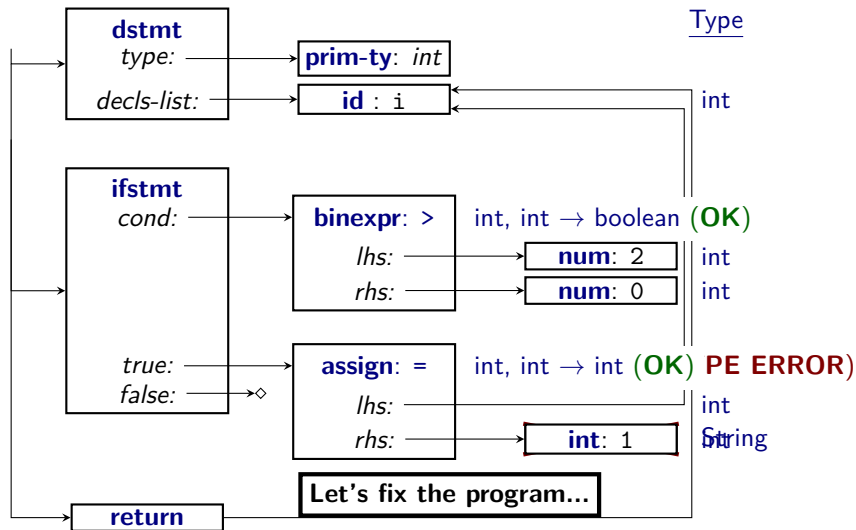 Type
dstmt
type:
prim-ty: int
decls-list:
id : i
int
ifstmt
cond:
binexpr: >
int, int → boolean (OK)
lhs:
num: 2
int
rhs:
num: 0
int
true:
assign: =
int, int → int (OK) PE ERROR)
false:
lhs:
int
rhs:
int: 1
String
int
Let's fix the program...
return